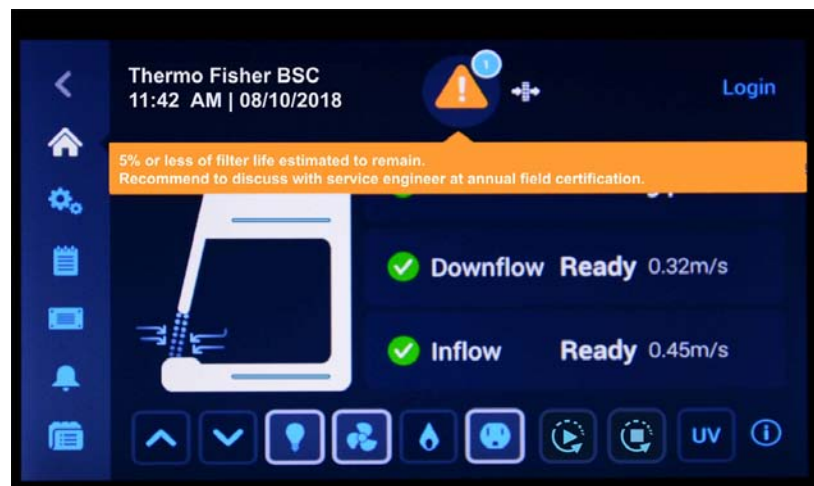 Thermo Fisher BSC
11:42 AM | 08/10/2018
1
Login
5% or less of filter life estimated to remain.
Recommend to discuss with service engineer at annual field certification.
Downflow Ready 0.32m/s
Inflow Ready 0.45m/s
UV